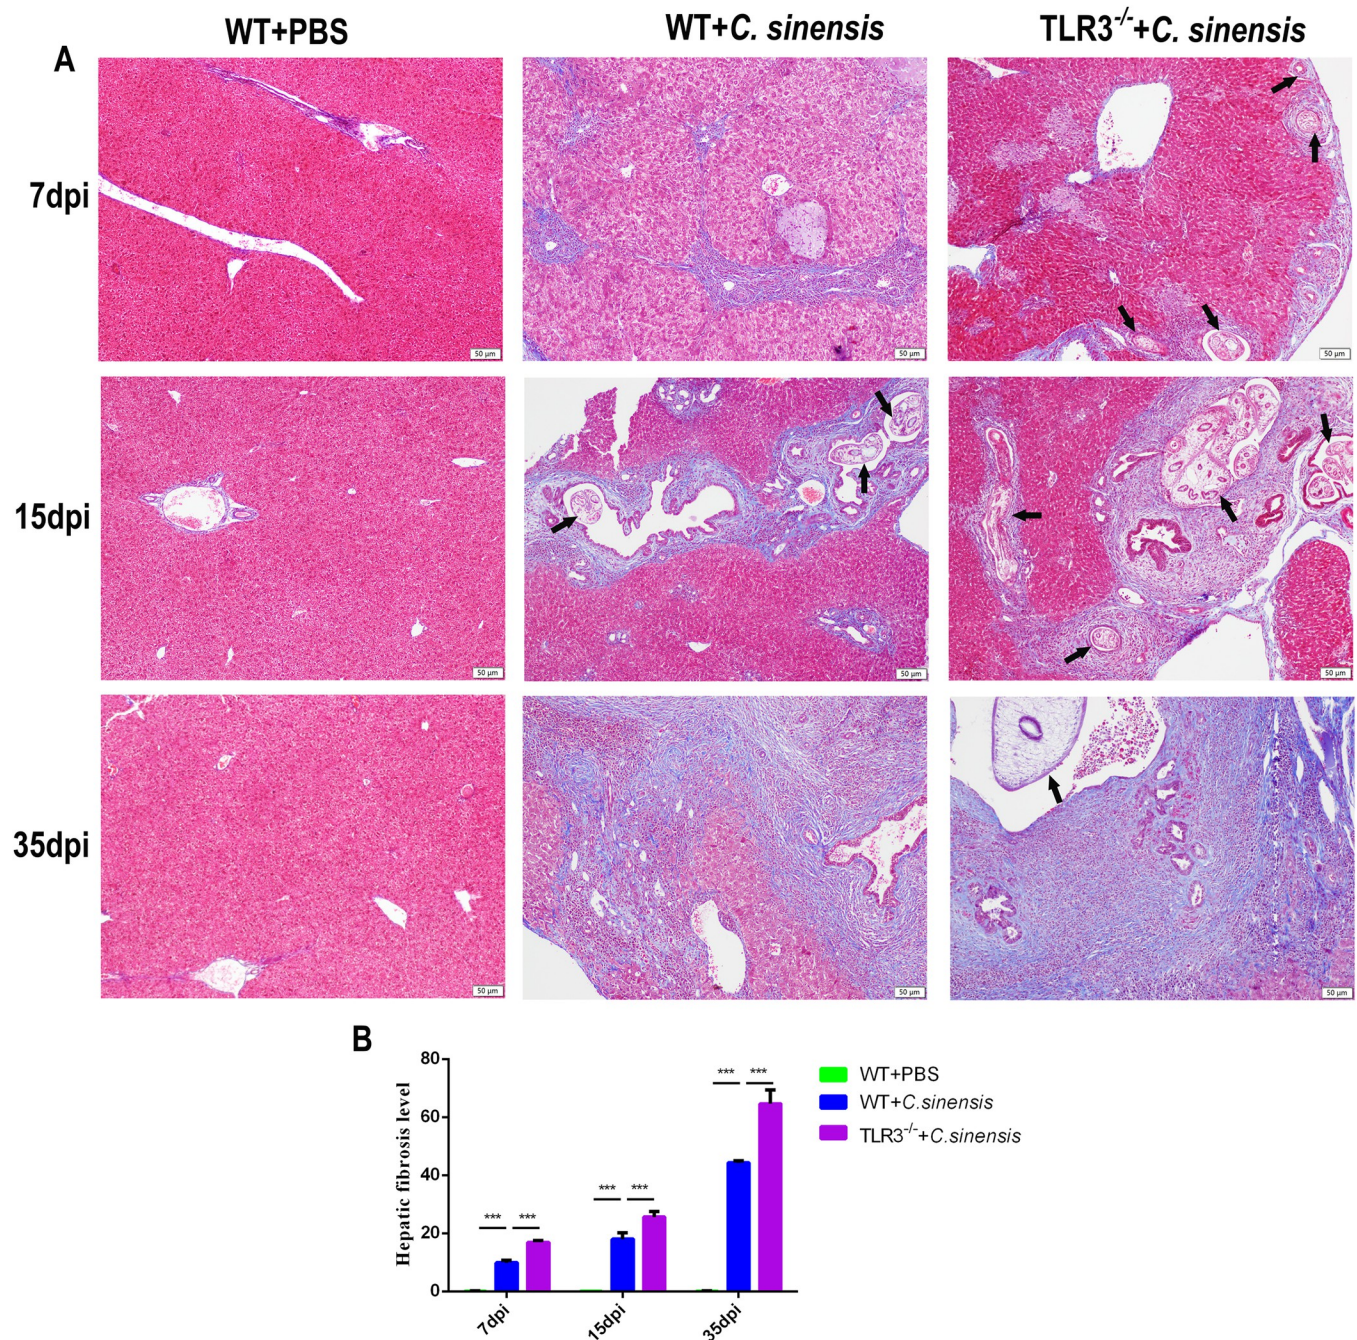 WT+PBS WT+C. sinensis TLR3-/-+C. sinensis
A
7dpi
50 µm 50 µm 50 µm
15dpi
50 µm 50 µm 50 µm
35dpi
50 µm 50 µm 50 µm
B
Hepatic fibrosis level
80
60
40
20
0
*** ***
*** ***
*** ***
7dpi 15dpi 35dpi
WT+PBS
WT+C.sinensis
TLR3-/-+C.sinensis